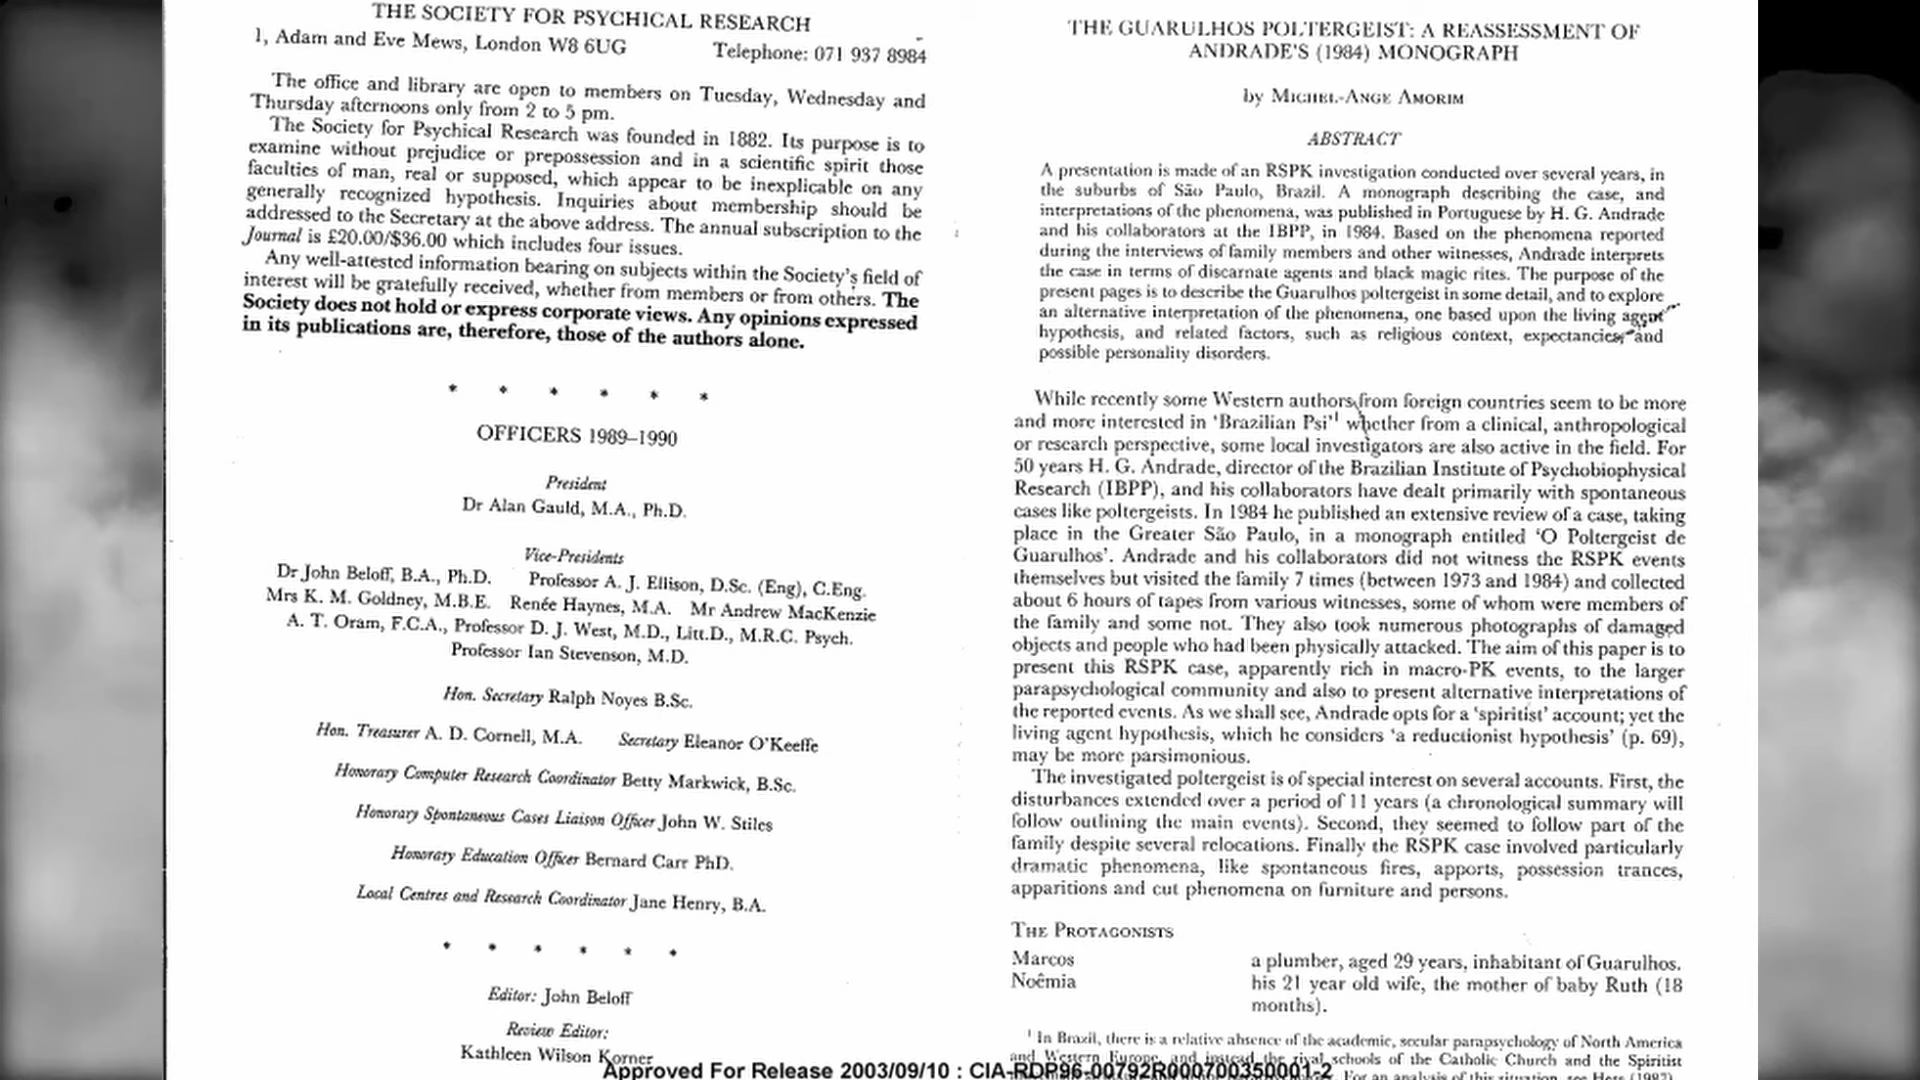 THE SOCIETY FOR PSYCHICAL RESEARCH
1, Adam and Eve Mews, London W8 6UG Telephone: 071 937 8984
The office and library are open to members on Tuesday, Wednesday and
Thursday afternoons only from 2 to 5 pm.
The Society for Psychical Research was founded in 1882. Its purpose is to
examine without prejudice or prepossession and in a scientific spirit those
faculties of man, real or supposed, which appear to be inexplicable on any
generally recognized hypothesis. Inquiries about membership should be
addressed to the Secretary at the above address. The annual subscription to the
Journal is £20.00/$36.00 which includes four issues.
Any well-attested information bearing on subjects within the Society's field of
interest will be gratefully received, whether from members or from others. The
Society does not hold or express corporate views. Any opinions expressed
in its publications are, therefore, those of the authors alone.
* * * * * *
OFFICERS 1989–1990
President
Dr Alan Gauld, M.A., Ph.D.
Vice-Presidents
Dr John Beloff, B.A., Ph.D. Professor A. J. Ellison, D.Sc. (Eng), C.Eng.
Mrs K. M. Goldney, M.B.E. Renée Haynes, M.A. Mr Andrew MacKenzie
A. T. Oram, F.C.A., Professor D. J. West, M.D., Litt.D., M.R.C. Psych.
Professor Ian Stevenson, M.D.
Hon. Secretary Ralph Noyes B.Sc.
Hon. Treasurer A. D. Cornell, M.A. Secretary Eleanor O'Keeffe
Honorary Computer Research Coordinator Betty Markwick, B.Sc.
Honorary Spontaneous Cases Liaison Officer John W. Stiles
Honorary Education Officer Bernard Carr PhD.
Local Centres and Research Coordinator Jane Henry, B.A.
* * * * * *
Editor: John Beloff
Review Editor:
Kathleen Wilson Korner
THE GUARULHOS POLTERGEIST: A REASSESSMENT OF
ANDRADE'S (1984) MONOGRAPH
by MICHEL-ANGE AMORIM
ABSTRACT
A presentation is made of an RSPK investigation conducted over several years, in
the suburbs of São Paulo, Brazil. A monograph describing the case, and
interpretations of the phenomena, was published in Portuguese by H. G. Andrade
and his collaborators at the IBPP, in 1984. Based on the phenomena reported
during the interviews of family members and other witnesses, Andrade interprets
the case in terms of discarnate agents and black magic rites. The purpose of the
present pages is to describe the Guarulhos poltergeist in some detail, and to explore
an alternative interpretation of the phenomena, one based upon the living agent
hypothesis, and related factors, such as religious context, expectancies, and
possible personality disorders.
While recently some Western authors from foreign countries seem to be more
and more interested in 'Brazilian Psi'1 whether from a clinical, anthropological
or research perspective, some local investigators are also active in the field. For
50 years H. G. Andrade, director of the Brazilian Institute of Psychobiophysical
Research (IBPP), and his collaborators have dealt primarily with spontaneous
cases like poltergeists. In 1984 he published an extensive review of a case, taking
place in the Greater São Paulo, in a monograph entitled 'O Poltergeist de
Guarulhos'. Andrade and his collaborators did not witness the RSPK events
themselves but visited the family 7 times (between 1973 and 1984) and collected
about 6 hours of tapes from various witnesses, some of whom were members of
the family and some not. They also took numerous photographs of damaged
objects and people who had been physically attacked. The aim of this paper is to
present this RSPK case, apparently rich in macro-PK events, to the larger
parapsychological community and also to present alternative interpretations of
the reported events. As we shall see, Andrade opts for a 'spiritist' account; yet the
living agent hypothesis, which he considers 'a reductionist hypothesis' (p. 69),
may be more parsimonious.
The investigated poltergeist is of special interest on several accounts. First, the
disturbances extended over a period of 11 years (a chronological summary will
follow outlining the main events). Second, they seemed to follow part of the
family despite several relocations. Finally the RSPK case involved particularly
dramatic phenomena, like spontaneous fires, apports, possession trances,
apparitions and cut phenomena on furniture and persons.
THE PROTAGONISTS
Marcos a plumber, aged 29 years, inhabitant of Guarulhos.
Noêmia his 21 year old wife, the mother of baby Ruth (18
months).
1 In Brazil, there is a relative absence of the academic, secular parapsychology of North America
and Western Europe, and instead the rival schools of the Catholic Church and the Spiritist
For an analysis of this situation, see Hess (1987).
Approved For Release 2003/09/10 : CIA-RDP96-00792R000700350001-2